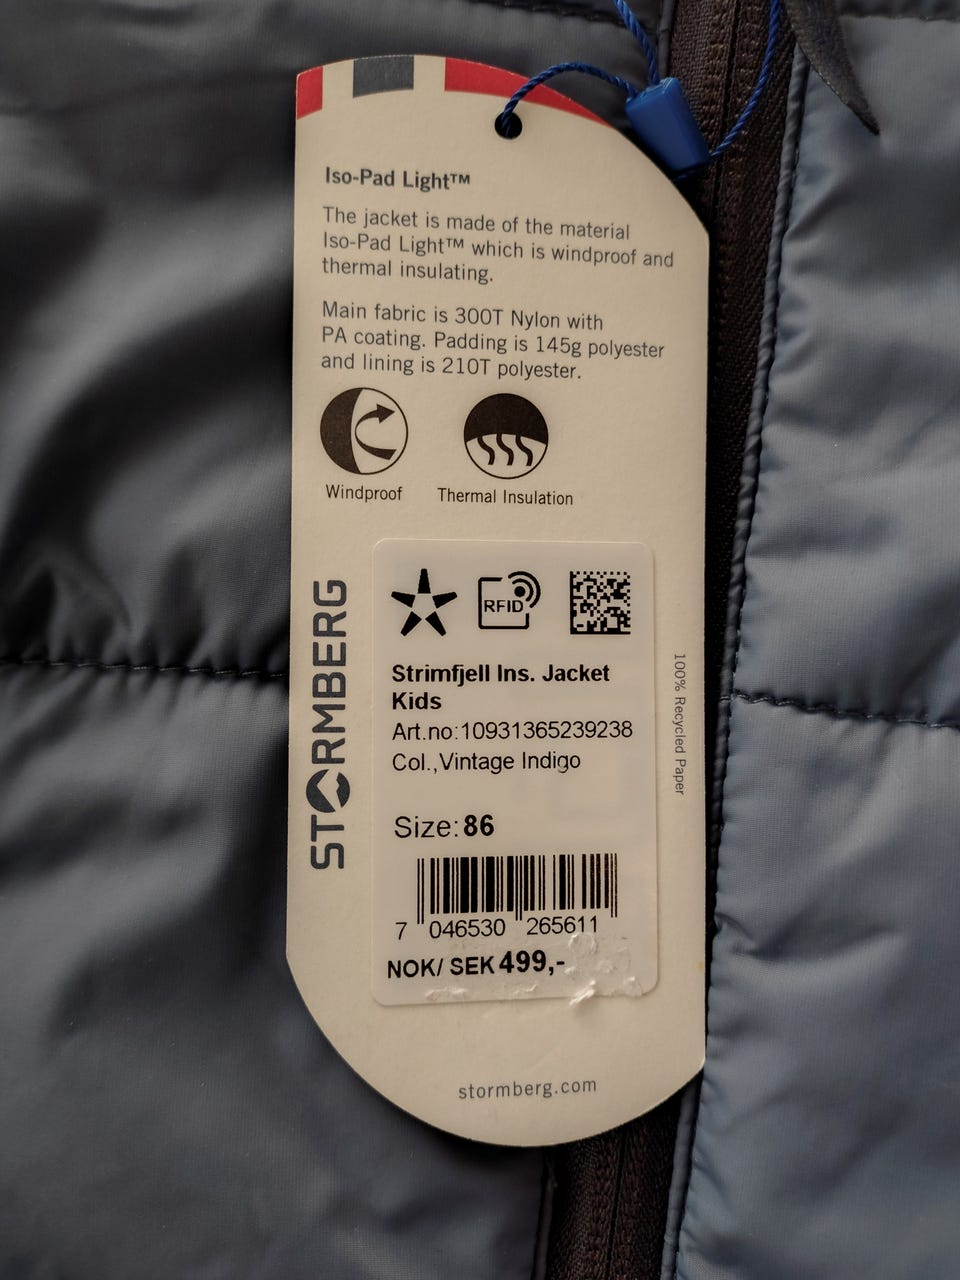 Iso-Pad Light™
The jacket is made of the material
Iso-Pad Light™ which is windproof and
thermal insulating.
Main fabric is 300T Nylon with
PA coating. Padding is 145g polyester
and lining is 210T polyester.
Windproof
Thermal Insulation
STORMBERG
RFID
Strimfjell Ins. Jacket
Kids
Art.no:10931365239238
Col.,Vintage Indigo
Size:86
7 046530 265611
NOK/ SEK 499,-
100% Recycled Paper
stormberg.com